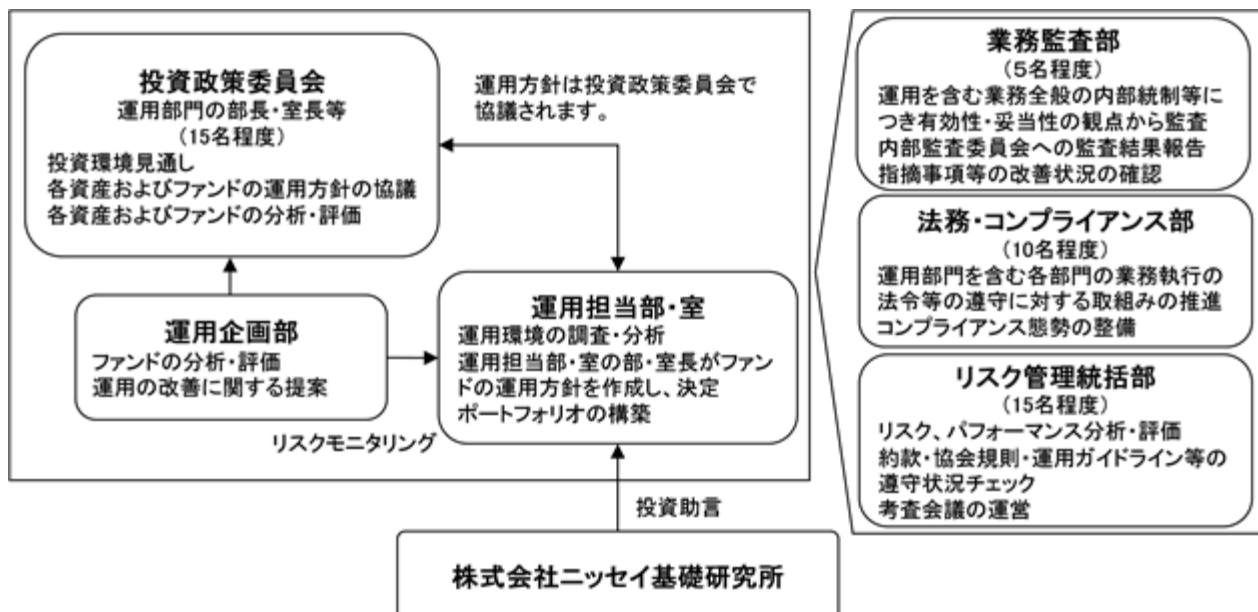 投資政策委員会
運用部門の部長・室長等
(15名程度)
投資環境見通し
各資産およびファンドの運用方針の協議
各資産およびファンドの分析・評価
運用方針は投資政策委員会で
協議されます。
運用企画部
ファンドの分析・評価
運用の改善に関する提案
リスクモニタリング
運用担当部・室
運用環境の調査・分析
運用担当部・室の部・室長がファン
ドの運用方針を作成し、決定
ポートフォリオの構築
投資助言
株式会社ニッセイ基礎研究所
業務監査部
(5名程度)
運用を含む業務全般の内部統制等に
つき有効性・妥当性の観点から監査
内部監査委員会への監査結果報告
指摘事項等の改善状況の確認
法務・コンプライアンス部
(10名程度)
運用部門を含む各部門の業務執行の
法令等の遵守に対する取組みの推進
コンプライアンス態勢の整備
リスク管理統括部
(15名程度)
リスク、パフォーマンス分析・評価
約款・協会規則・運用ガイドライン等の
遵守状況チェック
考査会議の運営